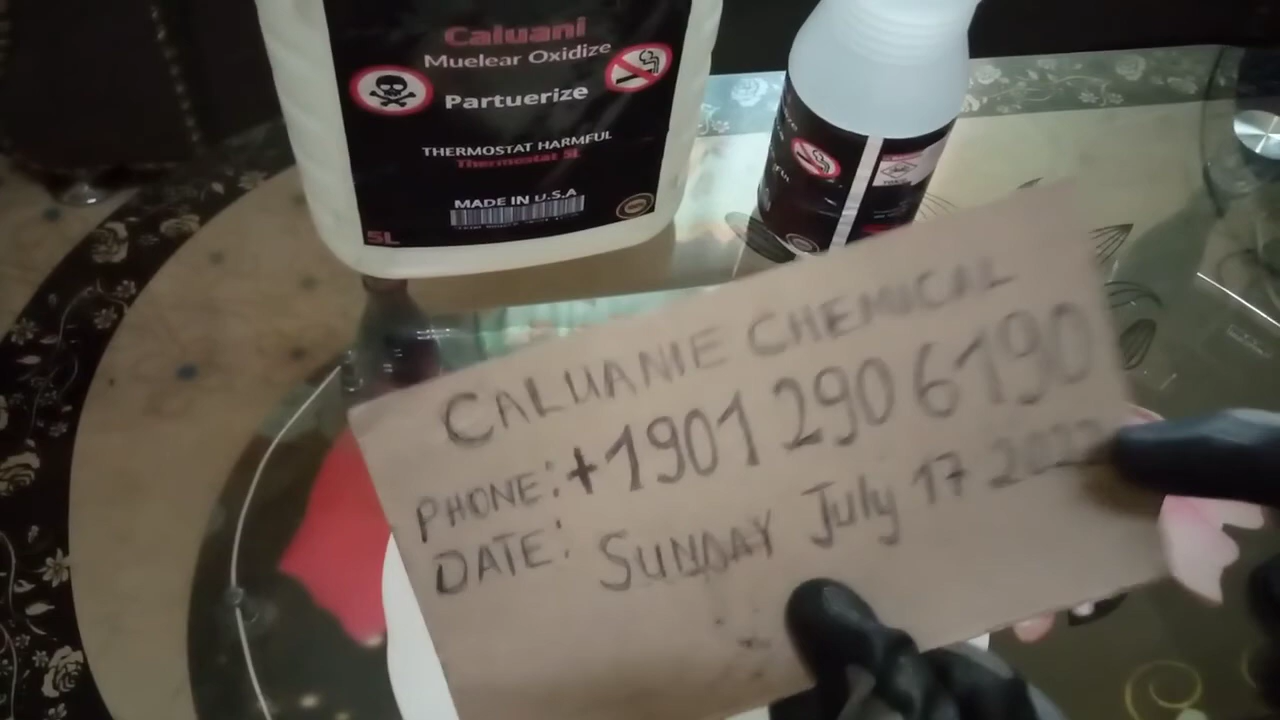 Caluani
Muelear Oxidize
Partuerize
THERMOSTAT HARMFUL
Thermostat 5L
MADE IN U.S.A
5L
CALUANIE CHEMICAL
PHONE: +1901 290 6190
DATE: SUNDAY July 17 2022